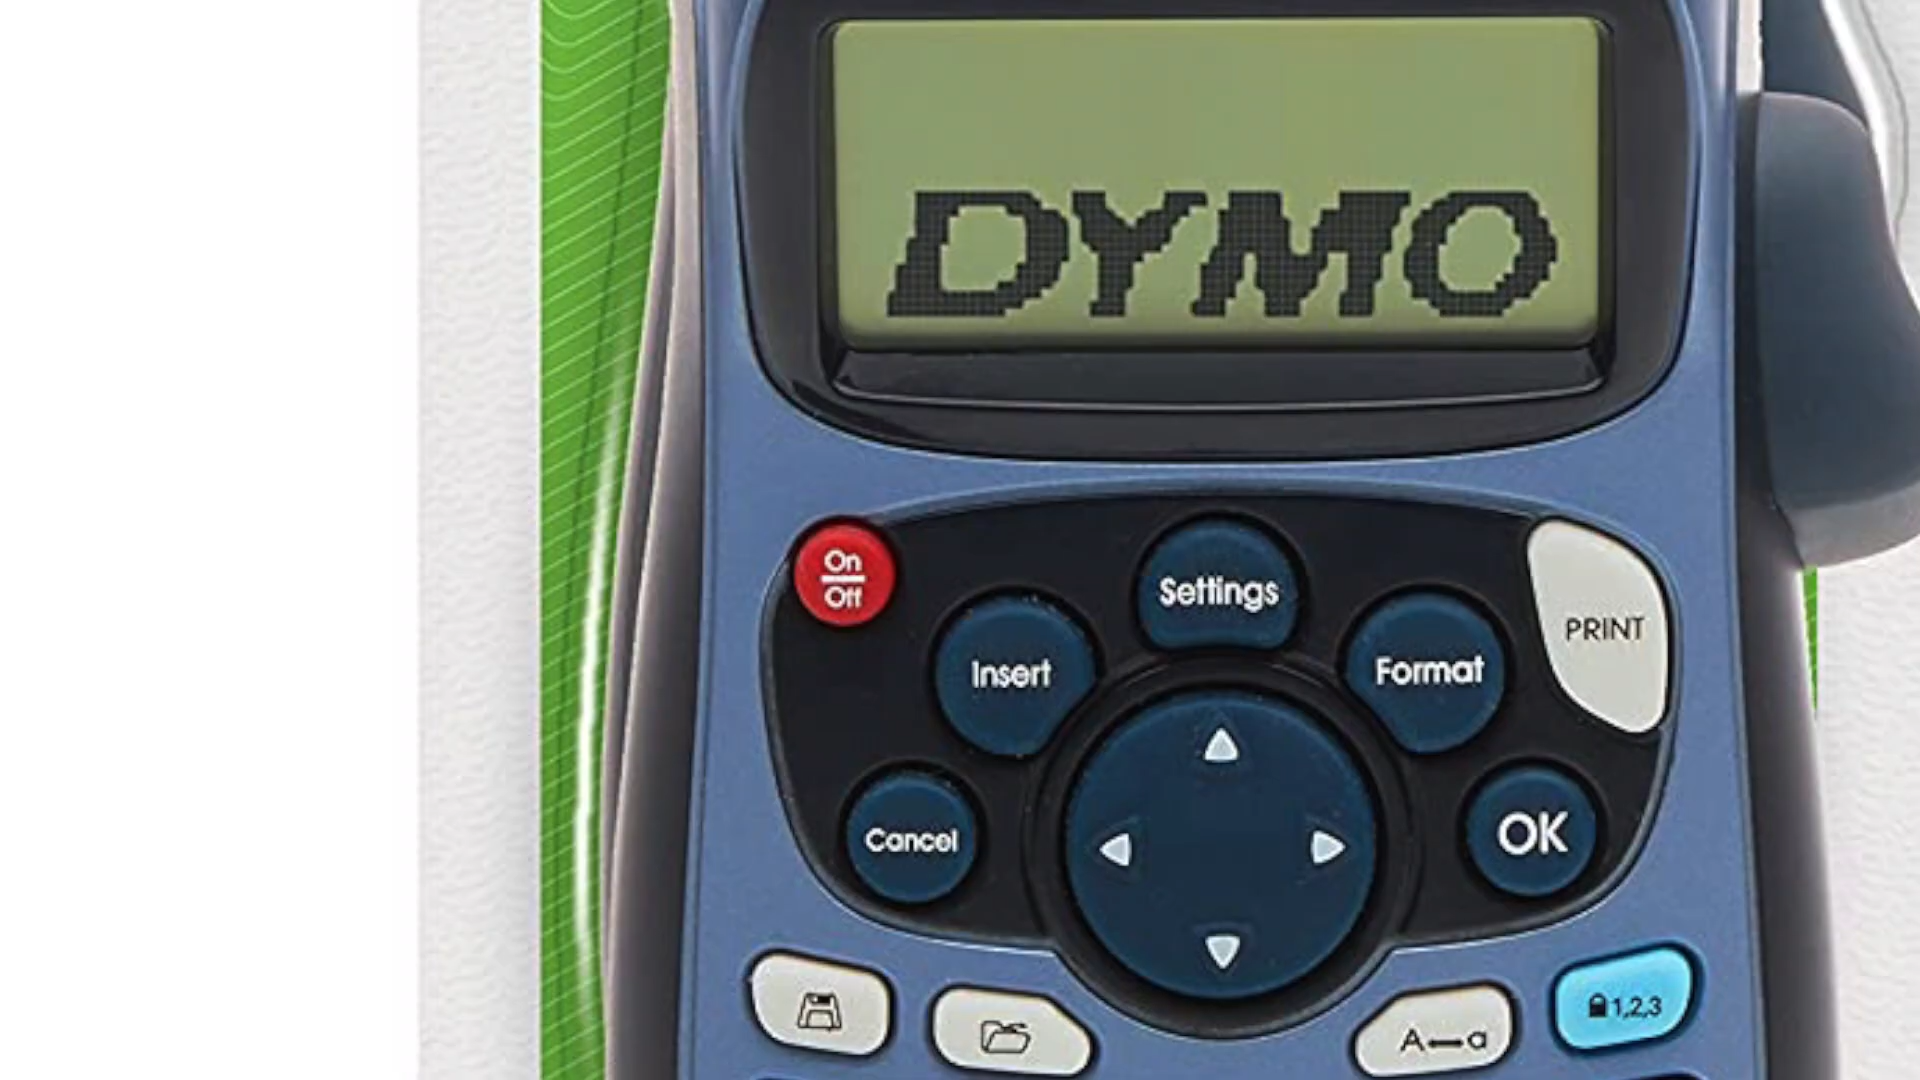 DYMO
On
Off
Settings
Insert
Format
PRINT
Cancel
OK
1,2,3
A
a